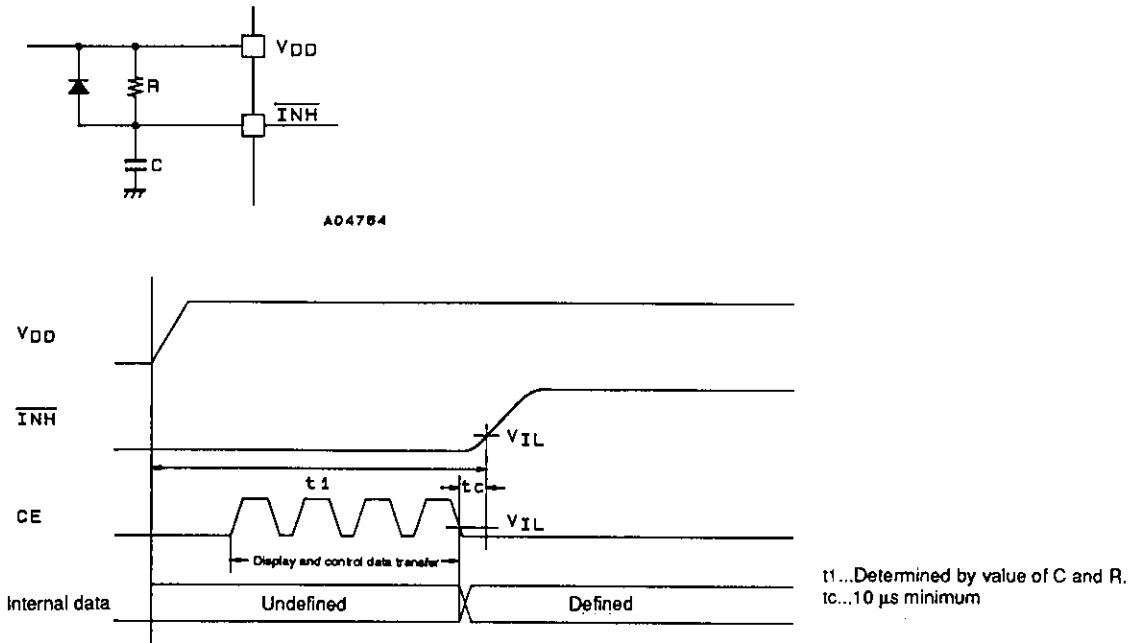 VDD
R
INH
C
A04764
VDD
INH
VIL
t1
tc
CE
VIL
Display and control data transfer
Internal data
Undefined
Defined
t1...Determined by value of C and R.
tc...10 μs minimum